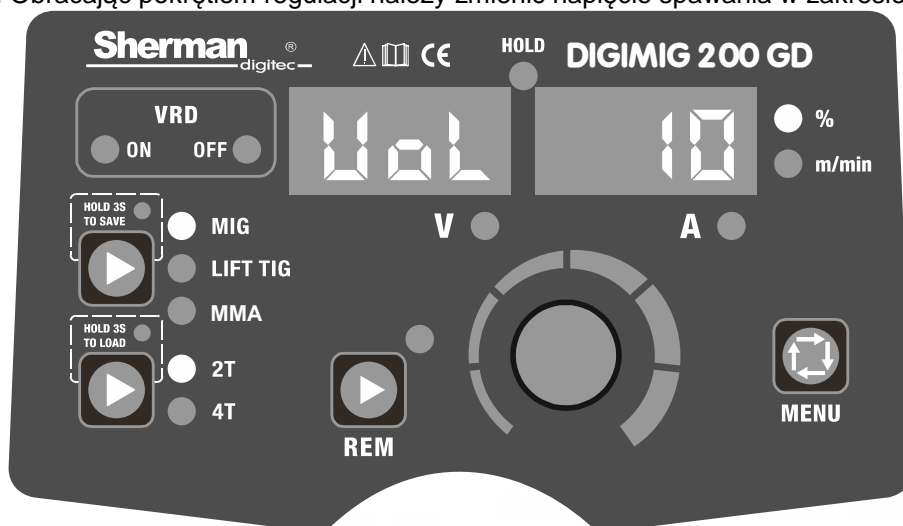 Obracając pokrętłem regulacji należy zmienić napięcie spawania w zakresie
Sherman ®
digitec
CE
HOLD
DIGIMIG 200 GD
VRD
ON OFF
UoL
10
%
m/min
V
A
HOLD 3S
TO SAVE
MIG
LIFT TIG
MMA
HOLD 3S
TO LOAD
2T
4T
REM
MENU